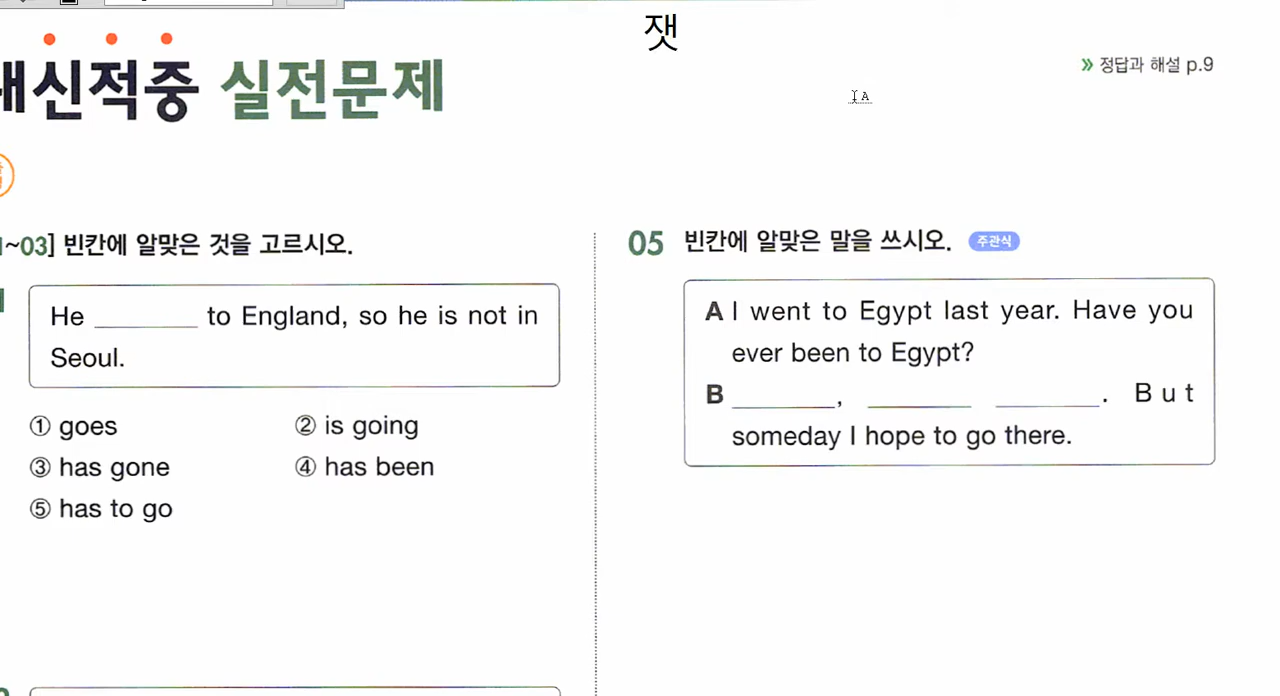 잿
내신적중 실전문제
» 정답과 해설 p.9
~03] 빈칸에 알맞은 것을 고르시오.
He ________ to England, so he is not in
Seoul.
① goes
② is going
③ has gone
④ has been
⑤ has to go
05 빈칸에 알맞은 말을 쓰시오. 주관식
A I went to Egypt last year. Have you
ever been to Egypt?
B ________, ________ ________. But
someday I hope to go there.